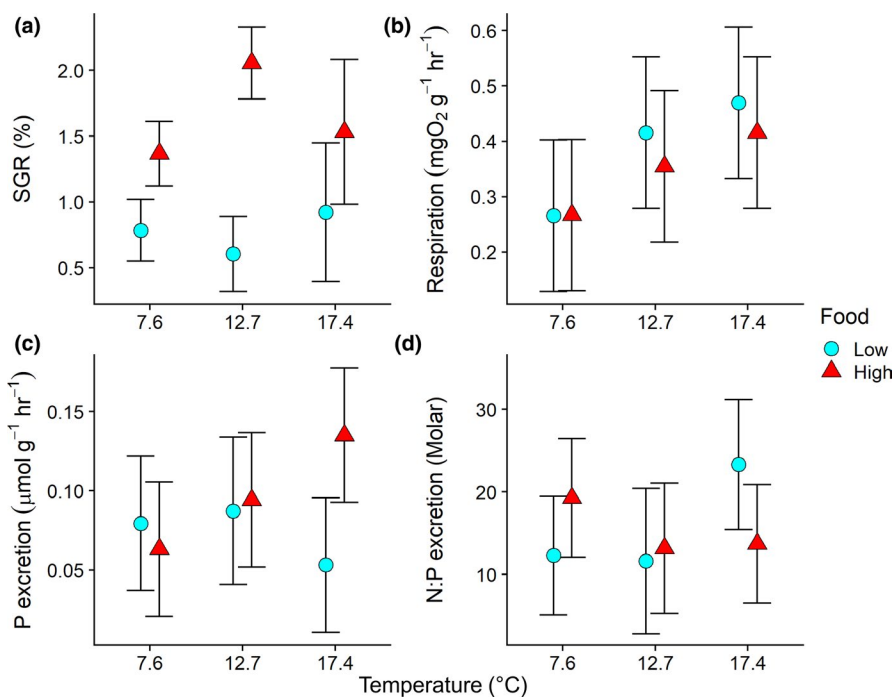 (a)
SGR (%)
2.0
1.5
1.0
0.5
7.6 12.7 17.4
(b)
Respiration (mgO₂ g⁻¹ hr⁻¹)
0.6
0.5
0.4
0.3
0.2
7.6 12.7 17.4
(c)
P excretion (μmol g⁻¹ hr⁻¹)
0.15
0.10
0.05
7.6 12.7 17.4
(d)
N:P excretion (Molar)
30
20
10
7.6 12.7 17.4
Temperature (°C)
Food
Low
High